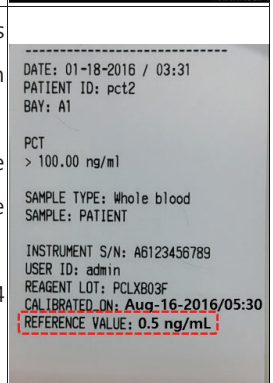 DATE: 01-18-2016 / 03:31
PATIENT ID: pct2
BAY: A1
PCT
> 100.00 ng/ml
SAMPLE TYPE: Whole blood
SAMPLE: PATIENT
INSTRUMENT S/N: A6123456789
USER ID: admin
REAGENT LOT: PCLXB03F
CALIBRATED ON: Aug-16-2016/05:30
REFERENCE VALUE: 0.5 ng/mL